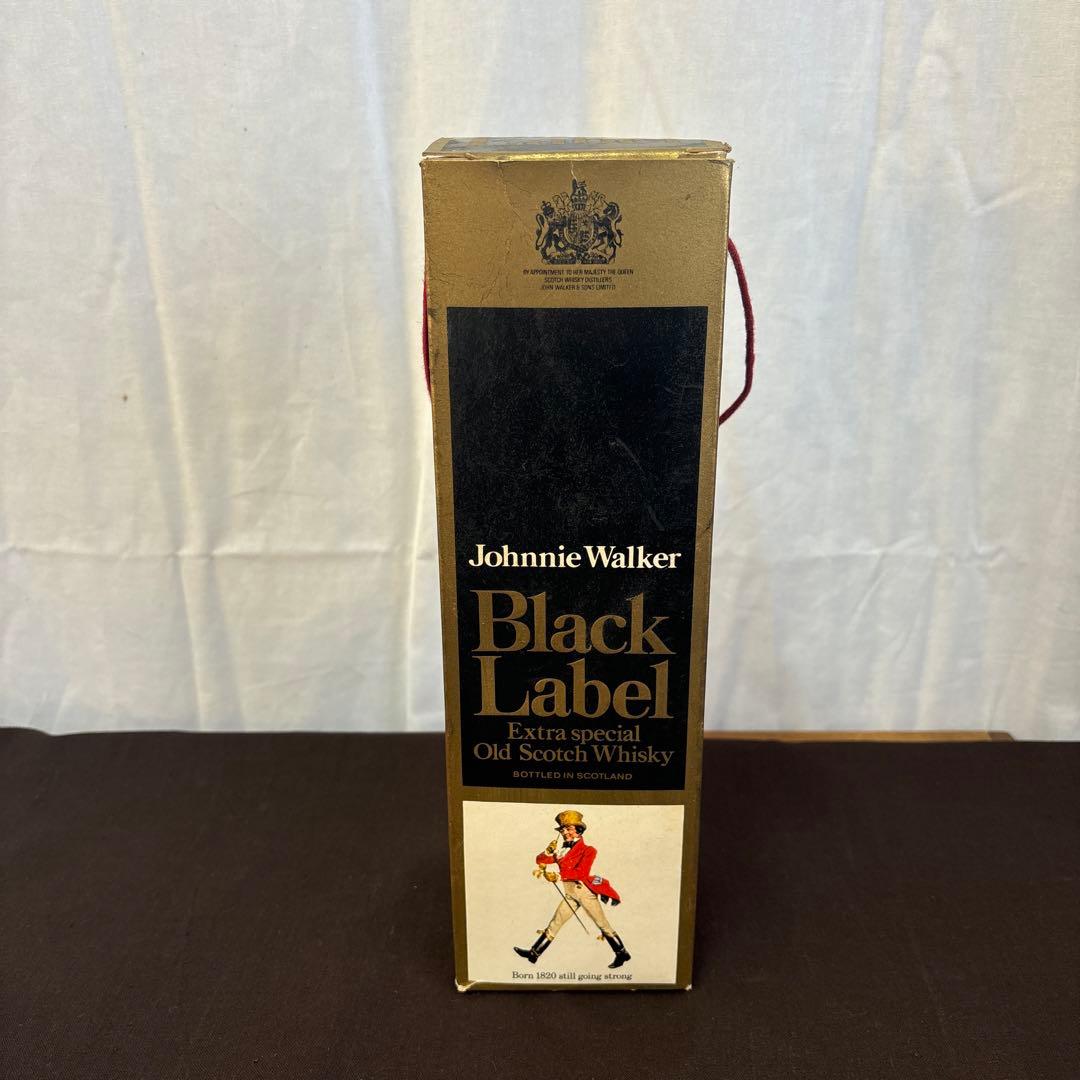 BY APPOINTMENT TO HER MAJESTY THE QUEEN
SCOTCH WHISKY DISTILLERS
JOHN WALKER & SONS LIMITED
Johnnie Walker
Black
Label
Extra special
Old Scotch Whisky
BOTTLED IN SCOTLAND
Born 1820 still going strong